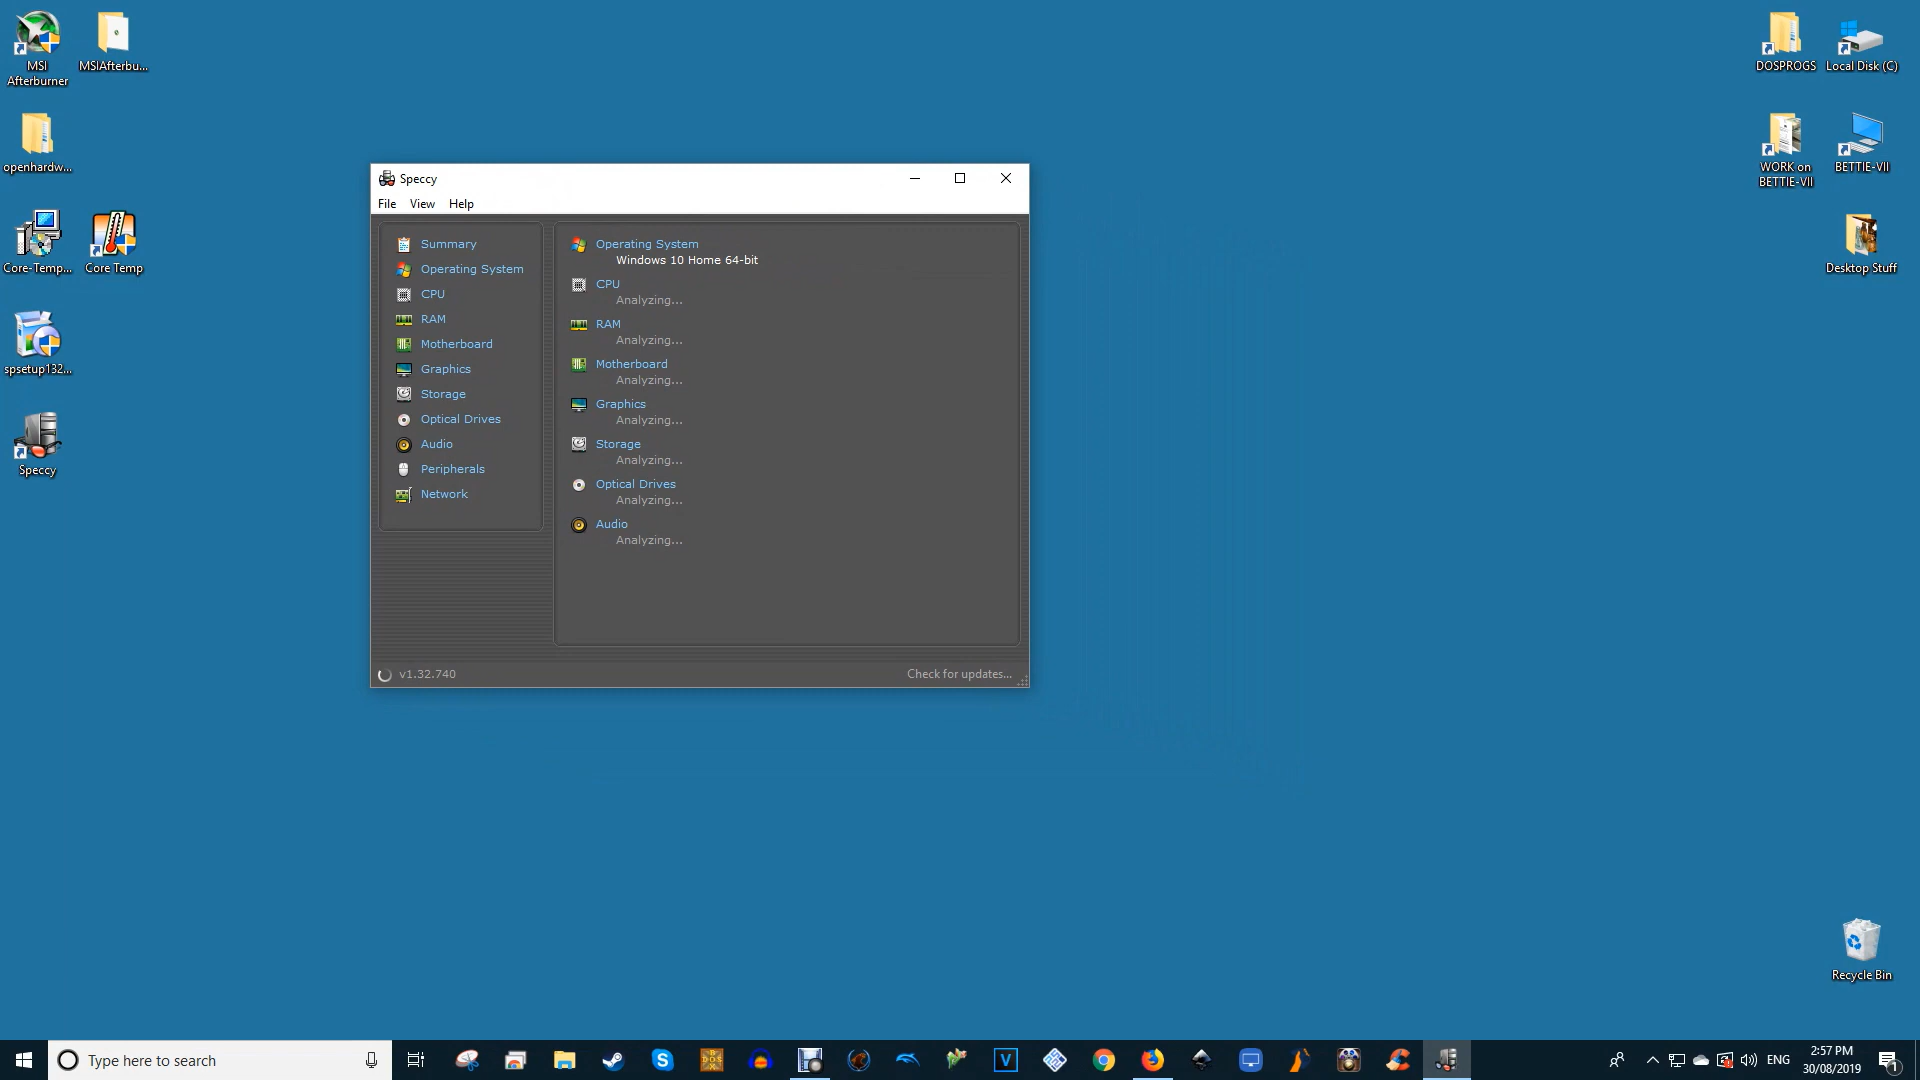 MSI
Afterburner
MSIAfterbu...
openhardw...
Core-Temp...
Core Temp
spsetup132...
Speccy
DOSPROGS
Local Disk (C)
WORK on
BETTIE-VII
BETTIE-VII
Desktop Stuff
Recycle Bin
Speccy
File View Help
Summary
Operating System
CPU
RAM
Motherboard
Graphics
Storage
Optical Drives
Audio
Peripherals
Network
Operating System
Windows 10 Home 64-bit
CPU
Analyzing...
RAM
Analyzing...
Motherboard
Analyzing...
Graphics
Analyzing...
Storage
Analyzing...
Optical Drives
Analyzing...
Audio
Analyzing...
v1.32.740
Check for updates...
Type here to search
V
ENG
2:57 PM
30/08/2019
1